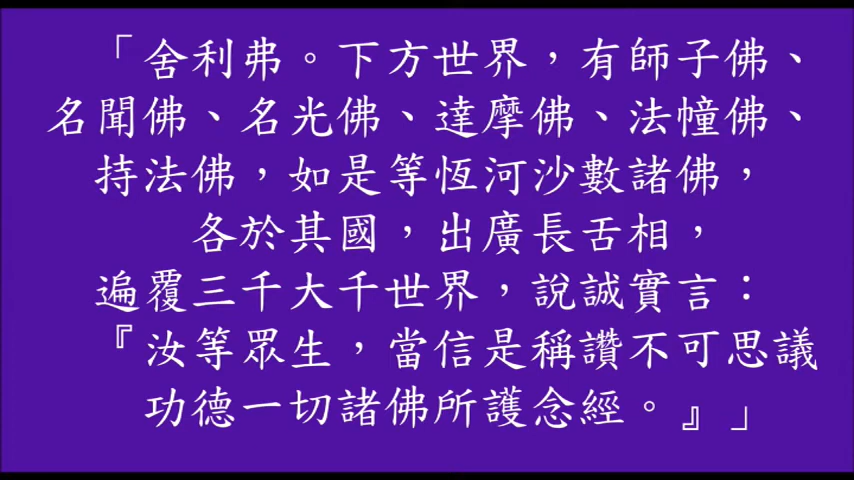 「舍利弗。下方世界，有師子佛、
名聞佛、名光佛、達摩佛、法幢佛、
持法佛，如是等恆河沙數諸佛，
各於其國，出廣長舌相，
遍覆三千大千世界，說誠實言：
『汝等眾生，當信是稱讚不可思議
功德一切諸佛所護念經。』」